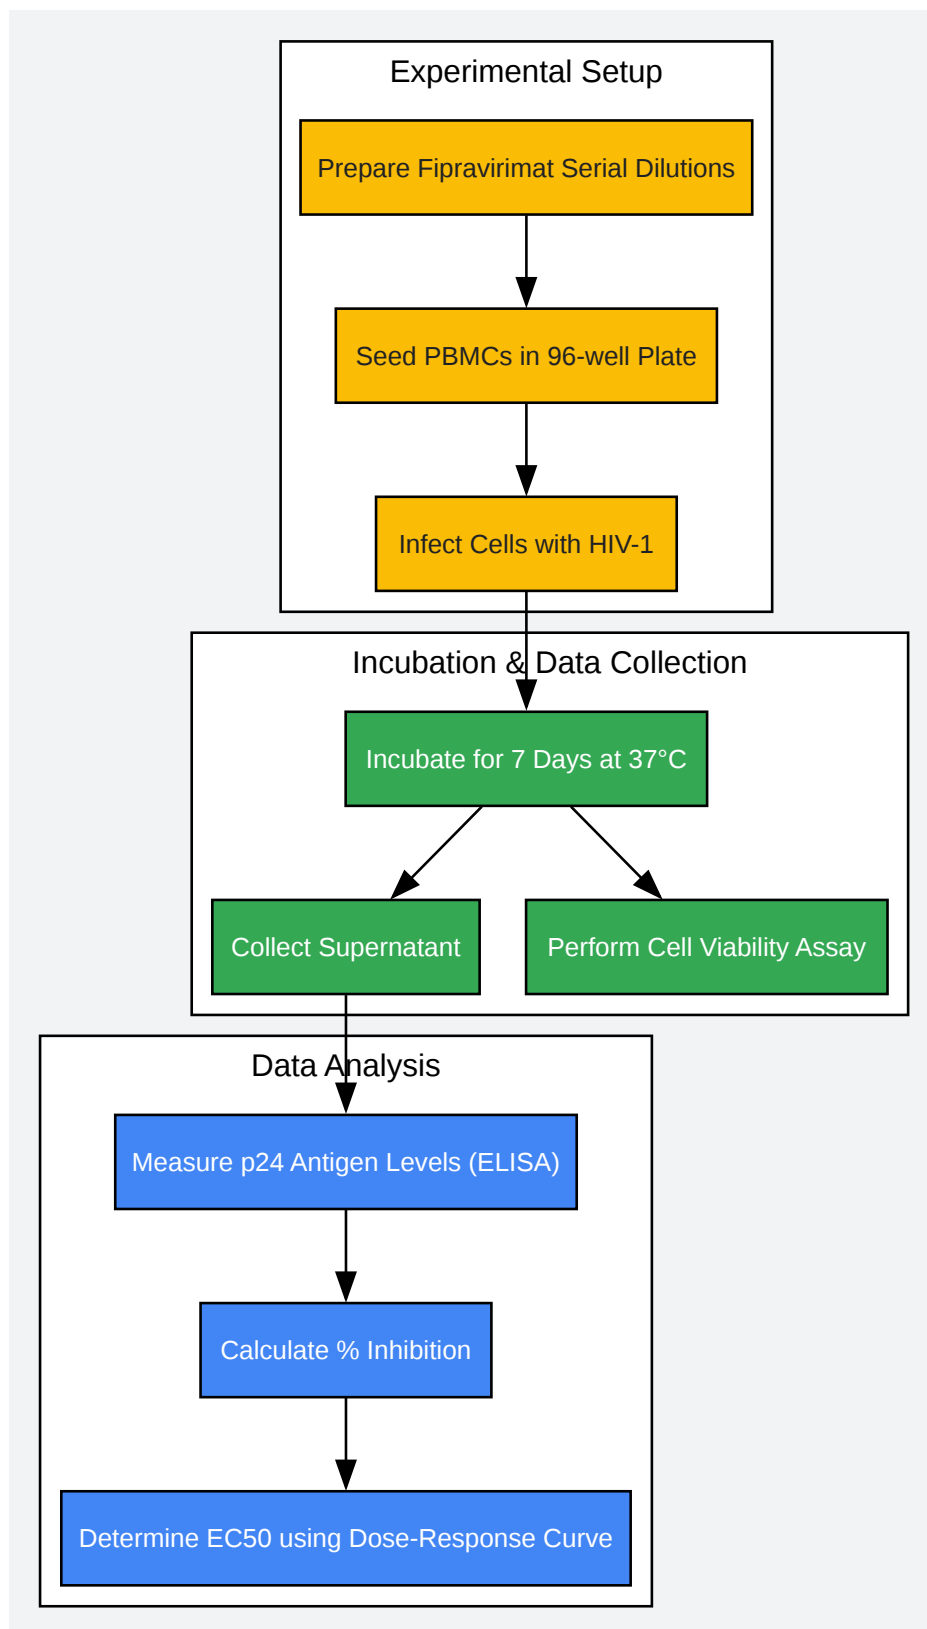 Experimental Setup
Prepare Fipravirimat Serial Dilutions
Seed PBMCs in 96-well Plate
Infect Cells with HIV-1
Incubation & Data Collection
Incubate for 7 Days at 37°C
Collect Supernatant
Perform Cell Viability Assay
Data Analysis
Measure p24 Antigen Levels (ELISA)
Calculate % Inhibition
Determine EC50 using Dose-Response Curve